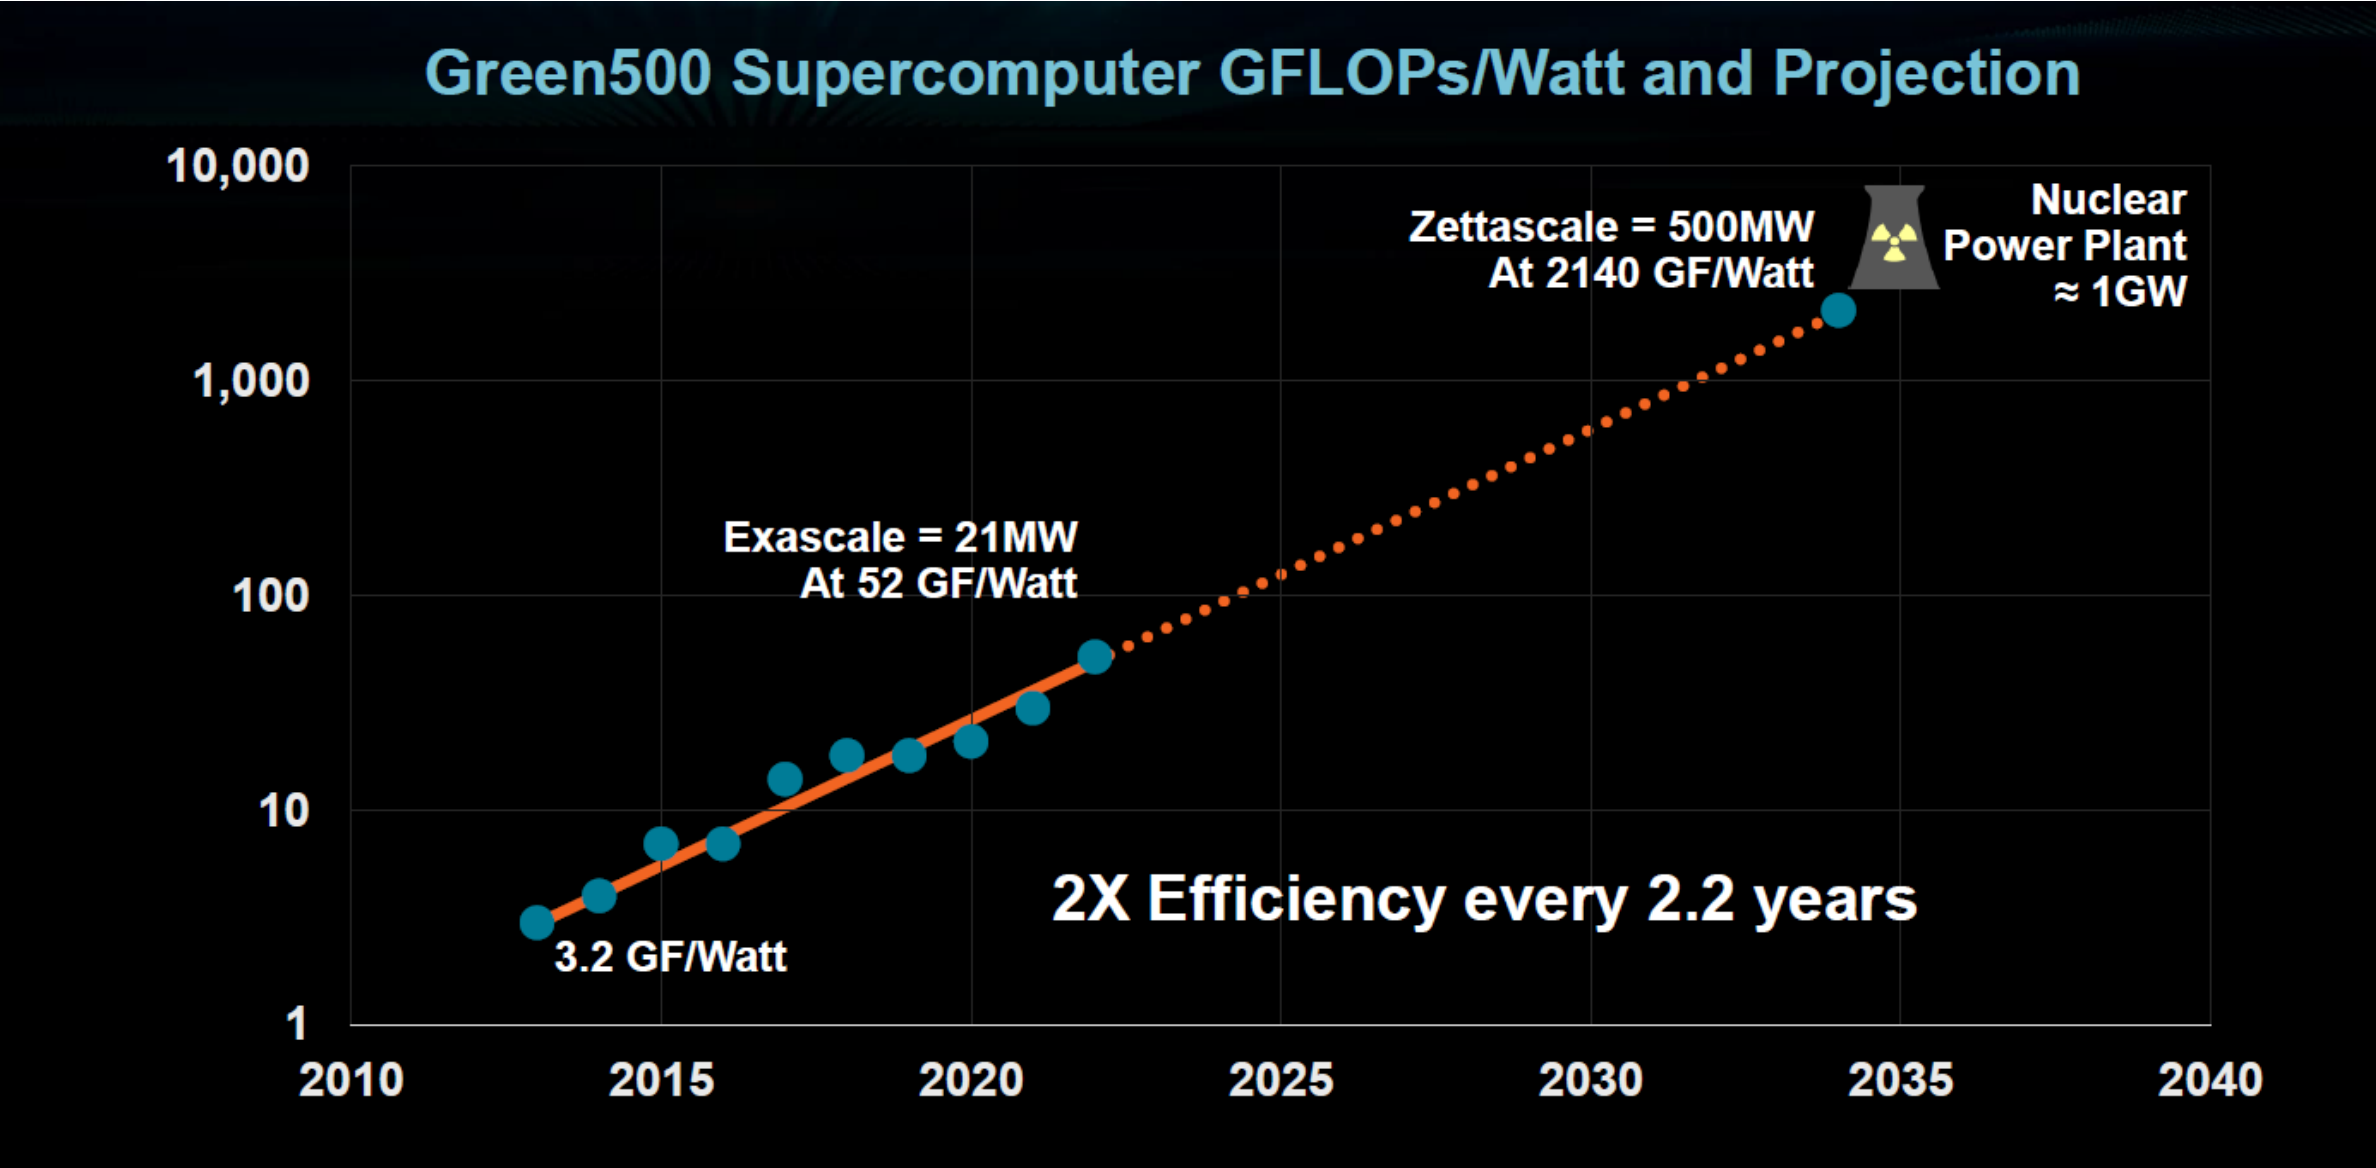 Green500 Supercomputer GFLOPs/Watt and Projection
10,000
1,000
100
10
1
Zettascale = 500MW
At 2140 GF/Watt
Nuclear
Power Plant
≈ 1GW
Exascale = 21MW
At 52 GF/Watt
3.2 GF/Watt
2X Efficiency every 2.2 years
2010 2015 2020 2025 2030 2035 2040